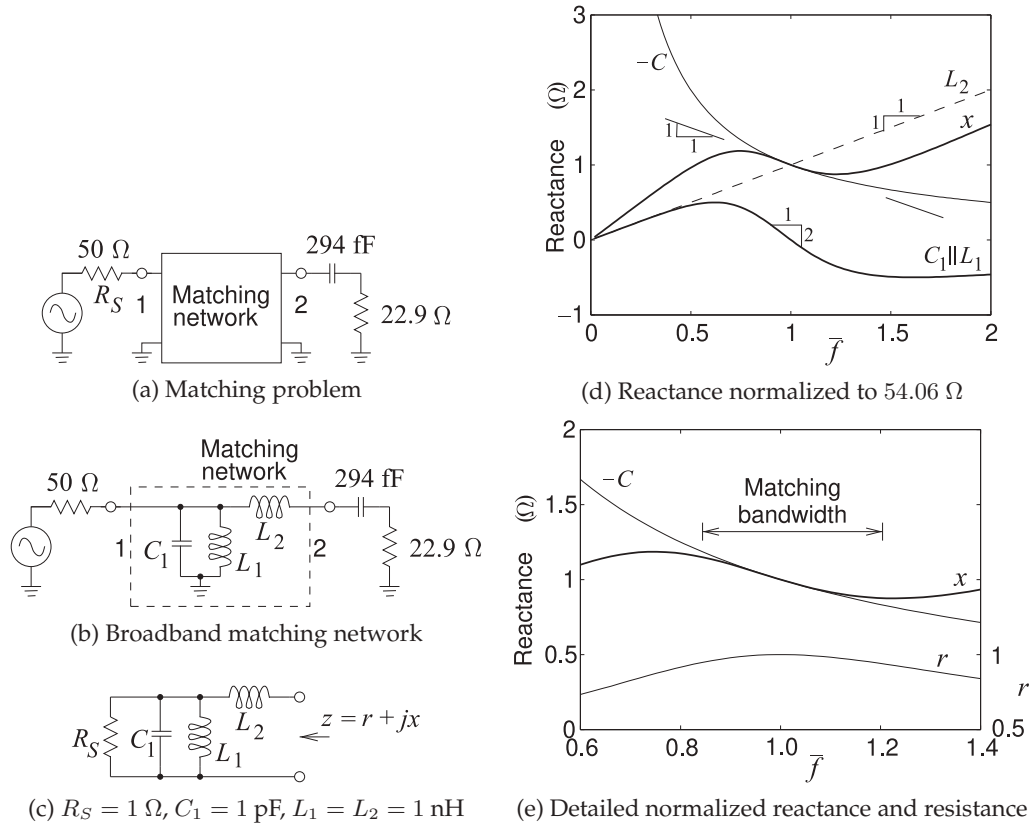 50 Ω
R_S
1
Matching
network
2
294 fF
22.9 Ω
(a) Matching problem
Matching
network
50 Ω
294 fF
1
C_1
L_1
L_2
2
22.9 Ω
(b) Broadband matching network
R_S
C_1
L_1
L_2
z = r + jx
(c) R_S = 1 Ω, C_1 = 1 pF, L_1 = L_2 = 1 nH
Reactance (Ω)
3
2
1
0
−1
−C
L_2
1
1
x
1
1
1
2
C_1||L_1
0
0.5
1
1.5
2
f̅
(d) Reactance normalized to 54.06 Ω
Reactance (Ω)
2
1.5
1
0.5
0
−C
Matching
bandwidth
x
r
1
r
0.5
0.6
0.8
1.0
1.2
1.4
f̅
(e) Detailed normalized reactance and resistance